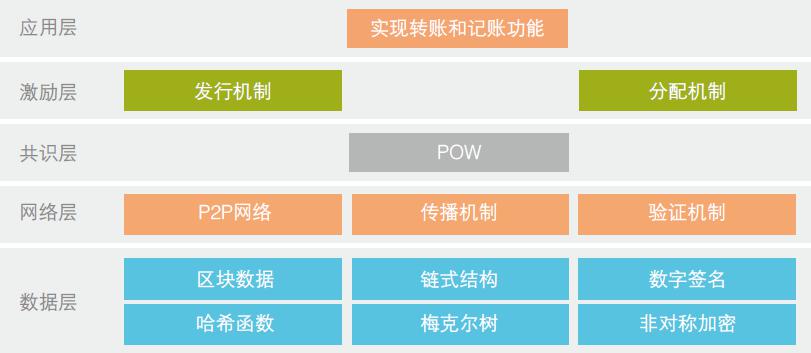 应用层
实现转账和记账功能
激励层
发行机制
分配机制
共识层
POW
网络层
P2P网络
传播机制
验证机制
数据层
区块数据
链式结构
数字签名
哈希函数
梅克尔树
非对称加密